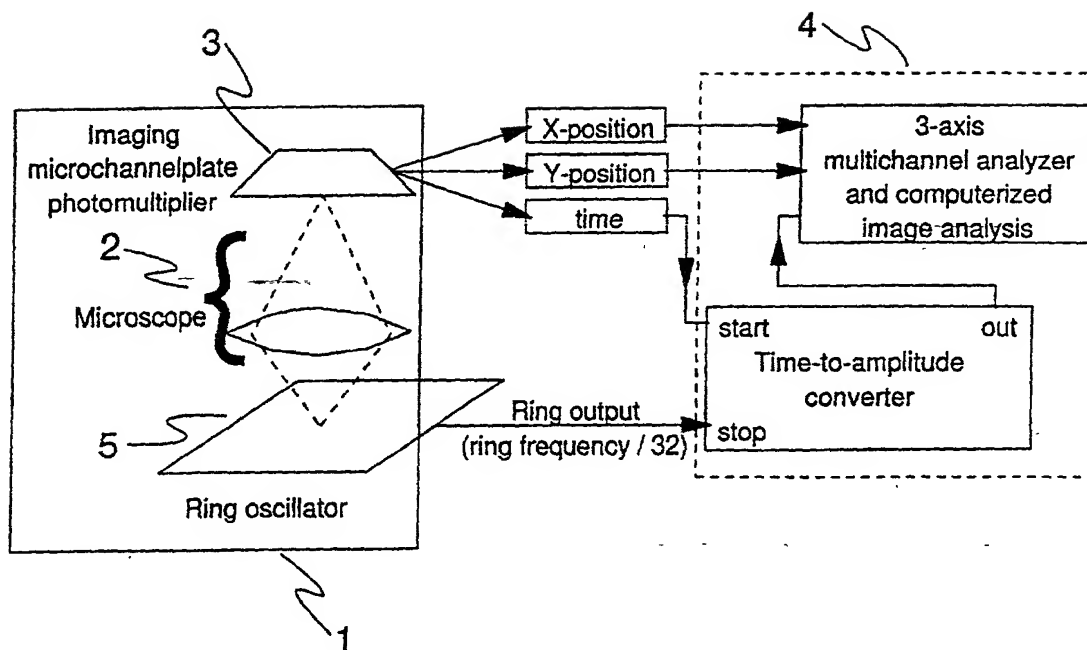 3
4
Imaging
microchannelplate
photomultiplier
X-position
Y-position
time
3-axis
multichannel analyzer
and computerized
image-analysis
2
Microscope
start
out
Time-to-amplitude
converter
stop
5
Ring output
(ring frequency / 32)
Ring oscillator
1